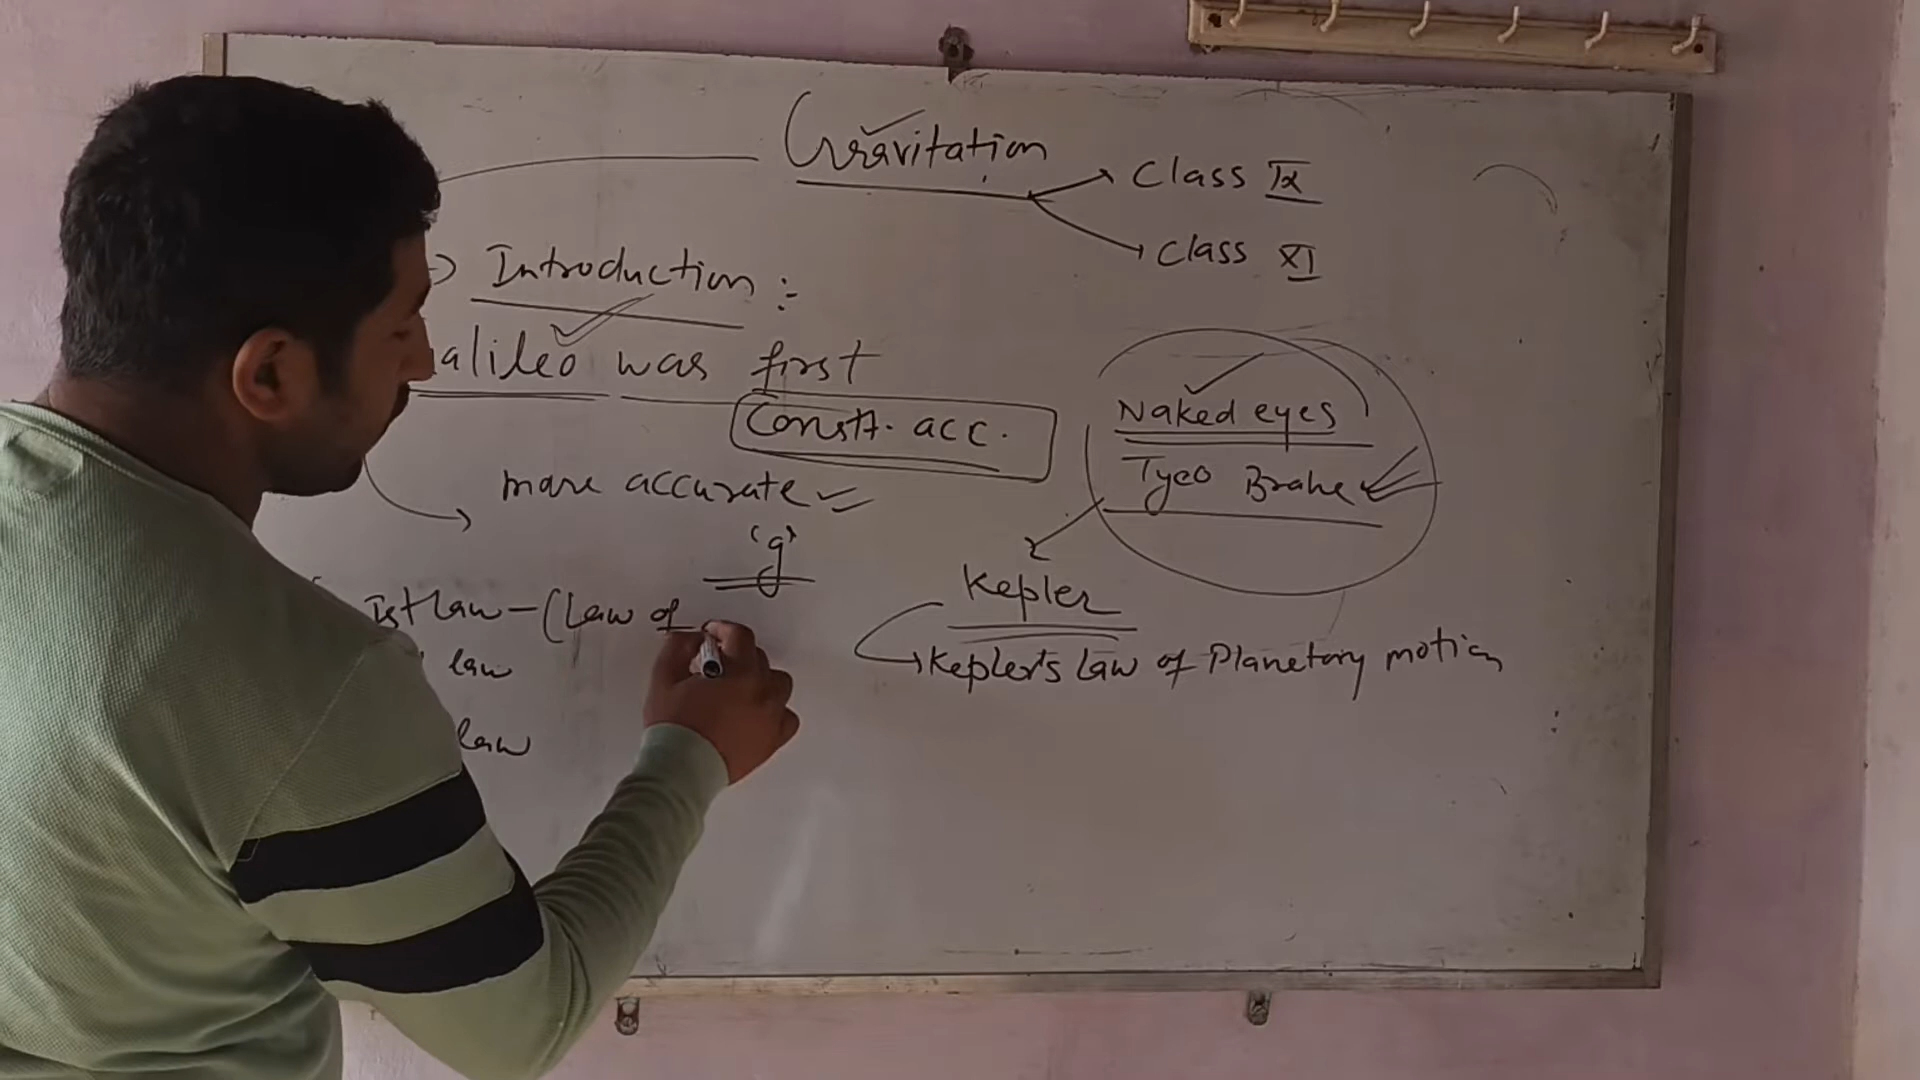 Gravitation
Class IX
Class XI
Introduction :-
alileo was first
Constt. acc.
more accurate
'g'
Ist law - (Law of
law
law
Naked eyes
Tyco Brahe
Kepler
Kepler's Law of Planetary motion